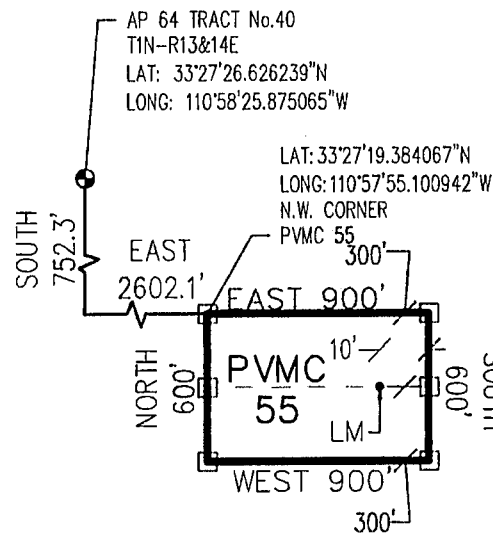 AP 64 TRACT No.40
T1N-R13&14E
LAT: 33°27'26.626239"N
LONG: 110°58'25.875065"W
LAT: 33°27'19.384067"N
LONG: 110°57'55.100942"W
N.W. CORNER
PVMC 55
SOUTH
752.3'
EAST
2602.1'
300'
EAST 900'
10'
NORTH
600'
PVMC
55
LM
SOUTH
600'
WEST 900'
300'